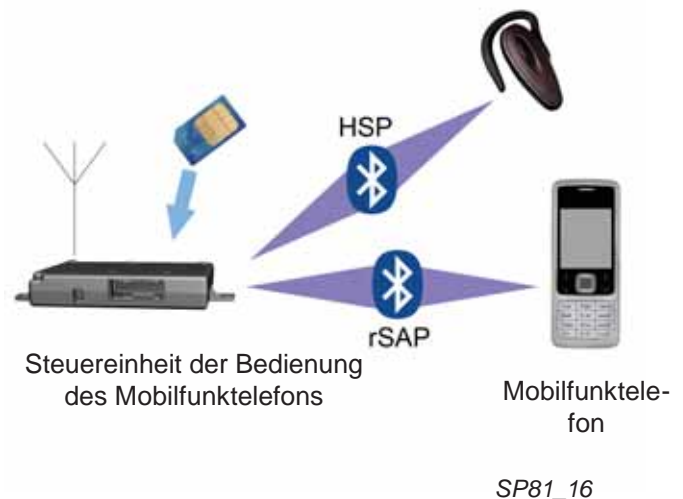 HSP
rSAP
Steuereinheit der Bedienung
des Mobilfunktelefons
Mobilfunktele-
fon
SP81_16